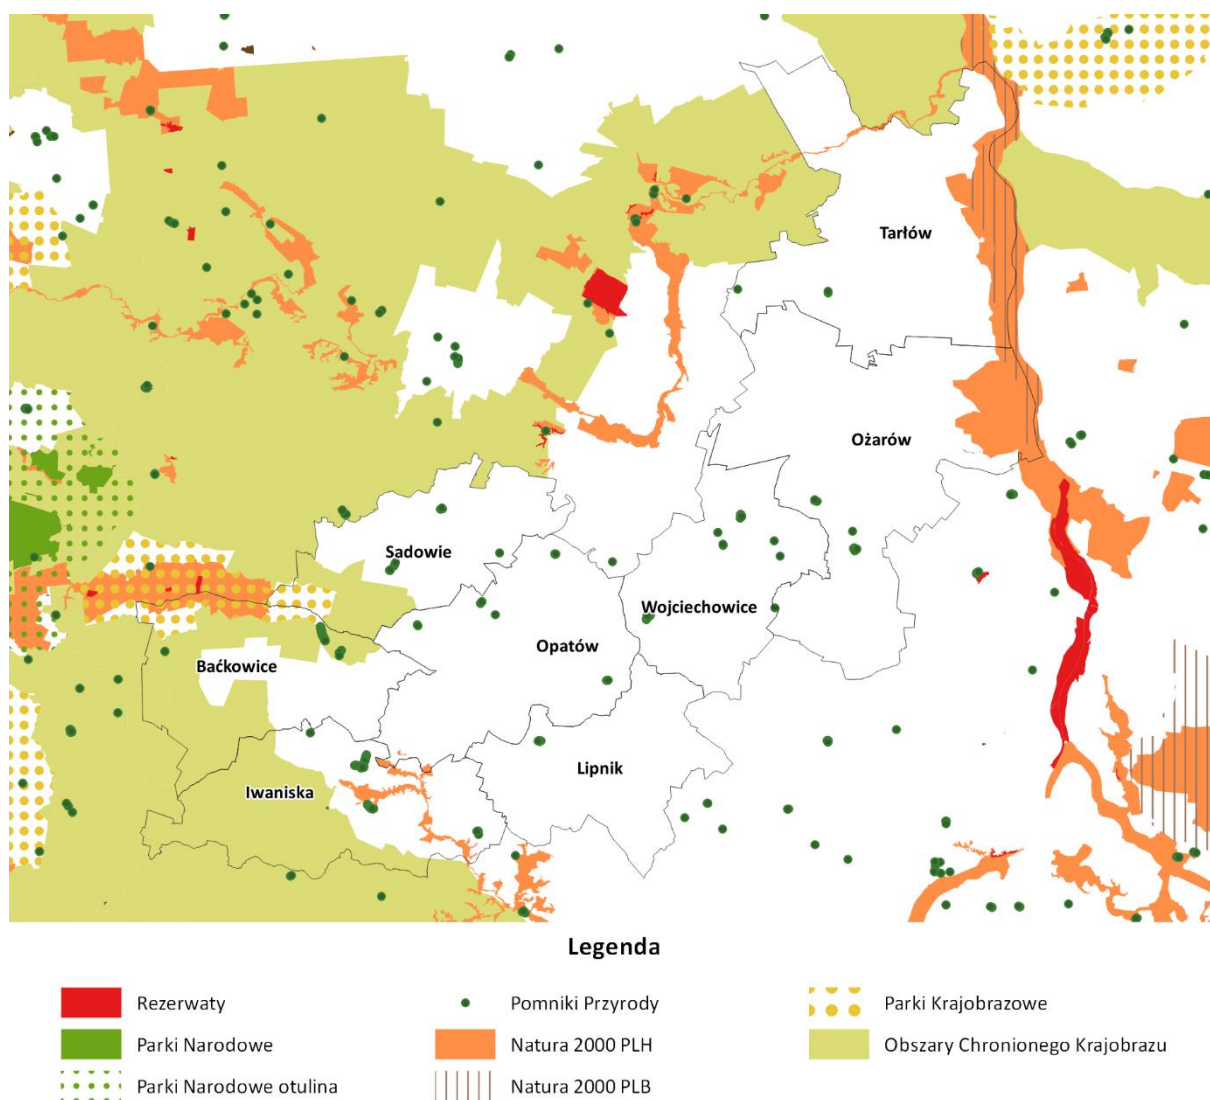 Tarłów
Ożarów
Sadowie
Wojciechowice
Opatów
Baćkowice
Lipnik
Iwaniska
Legenda
Rezerwaty
Pomniki Przyrody
Parki Krajobrazowe
Parki Narodowe
Natura 2000 PLH
Obszary Chronionego Krajobrazu
Parki Narodowe otulina
Natura 2000 PLB